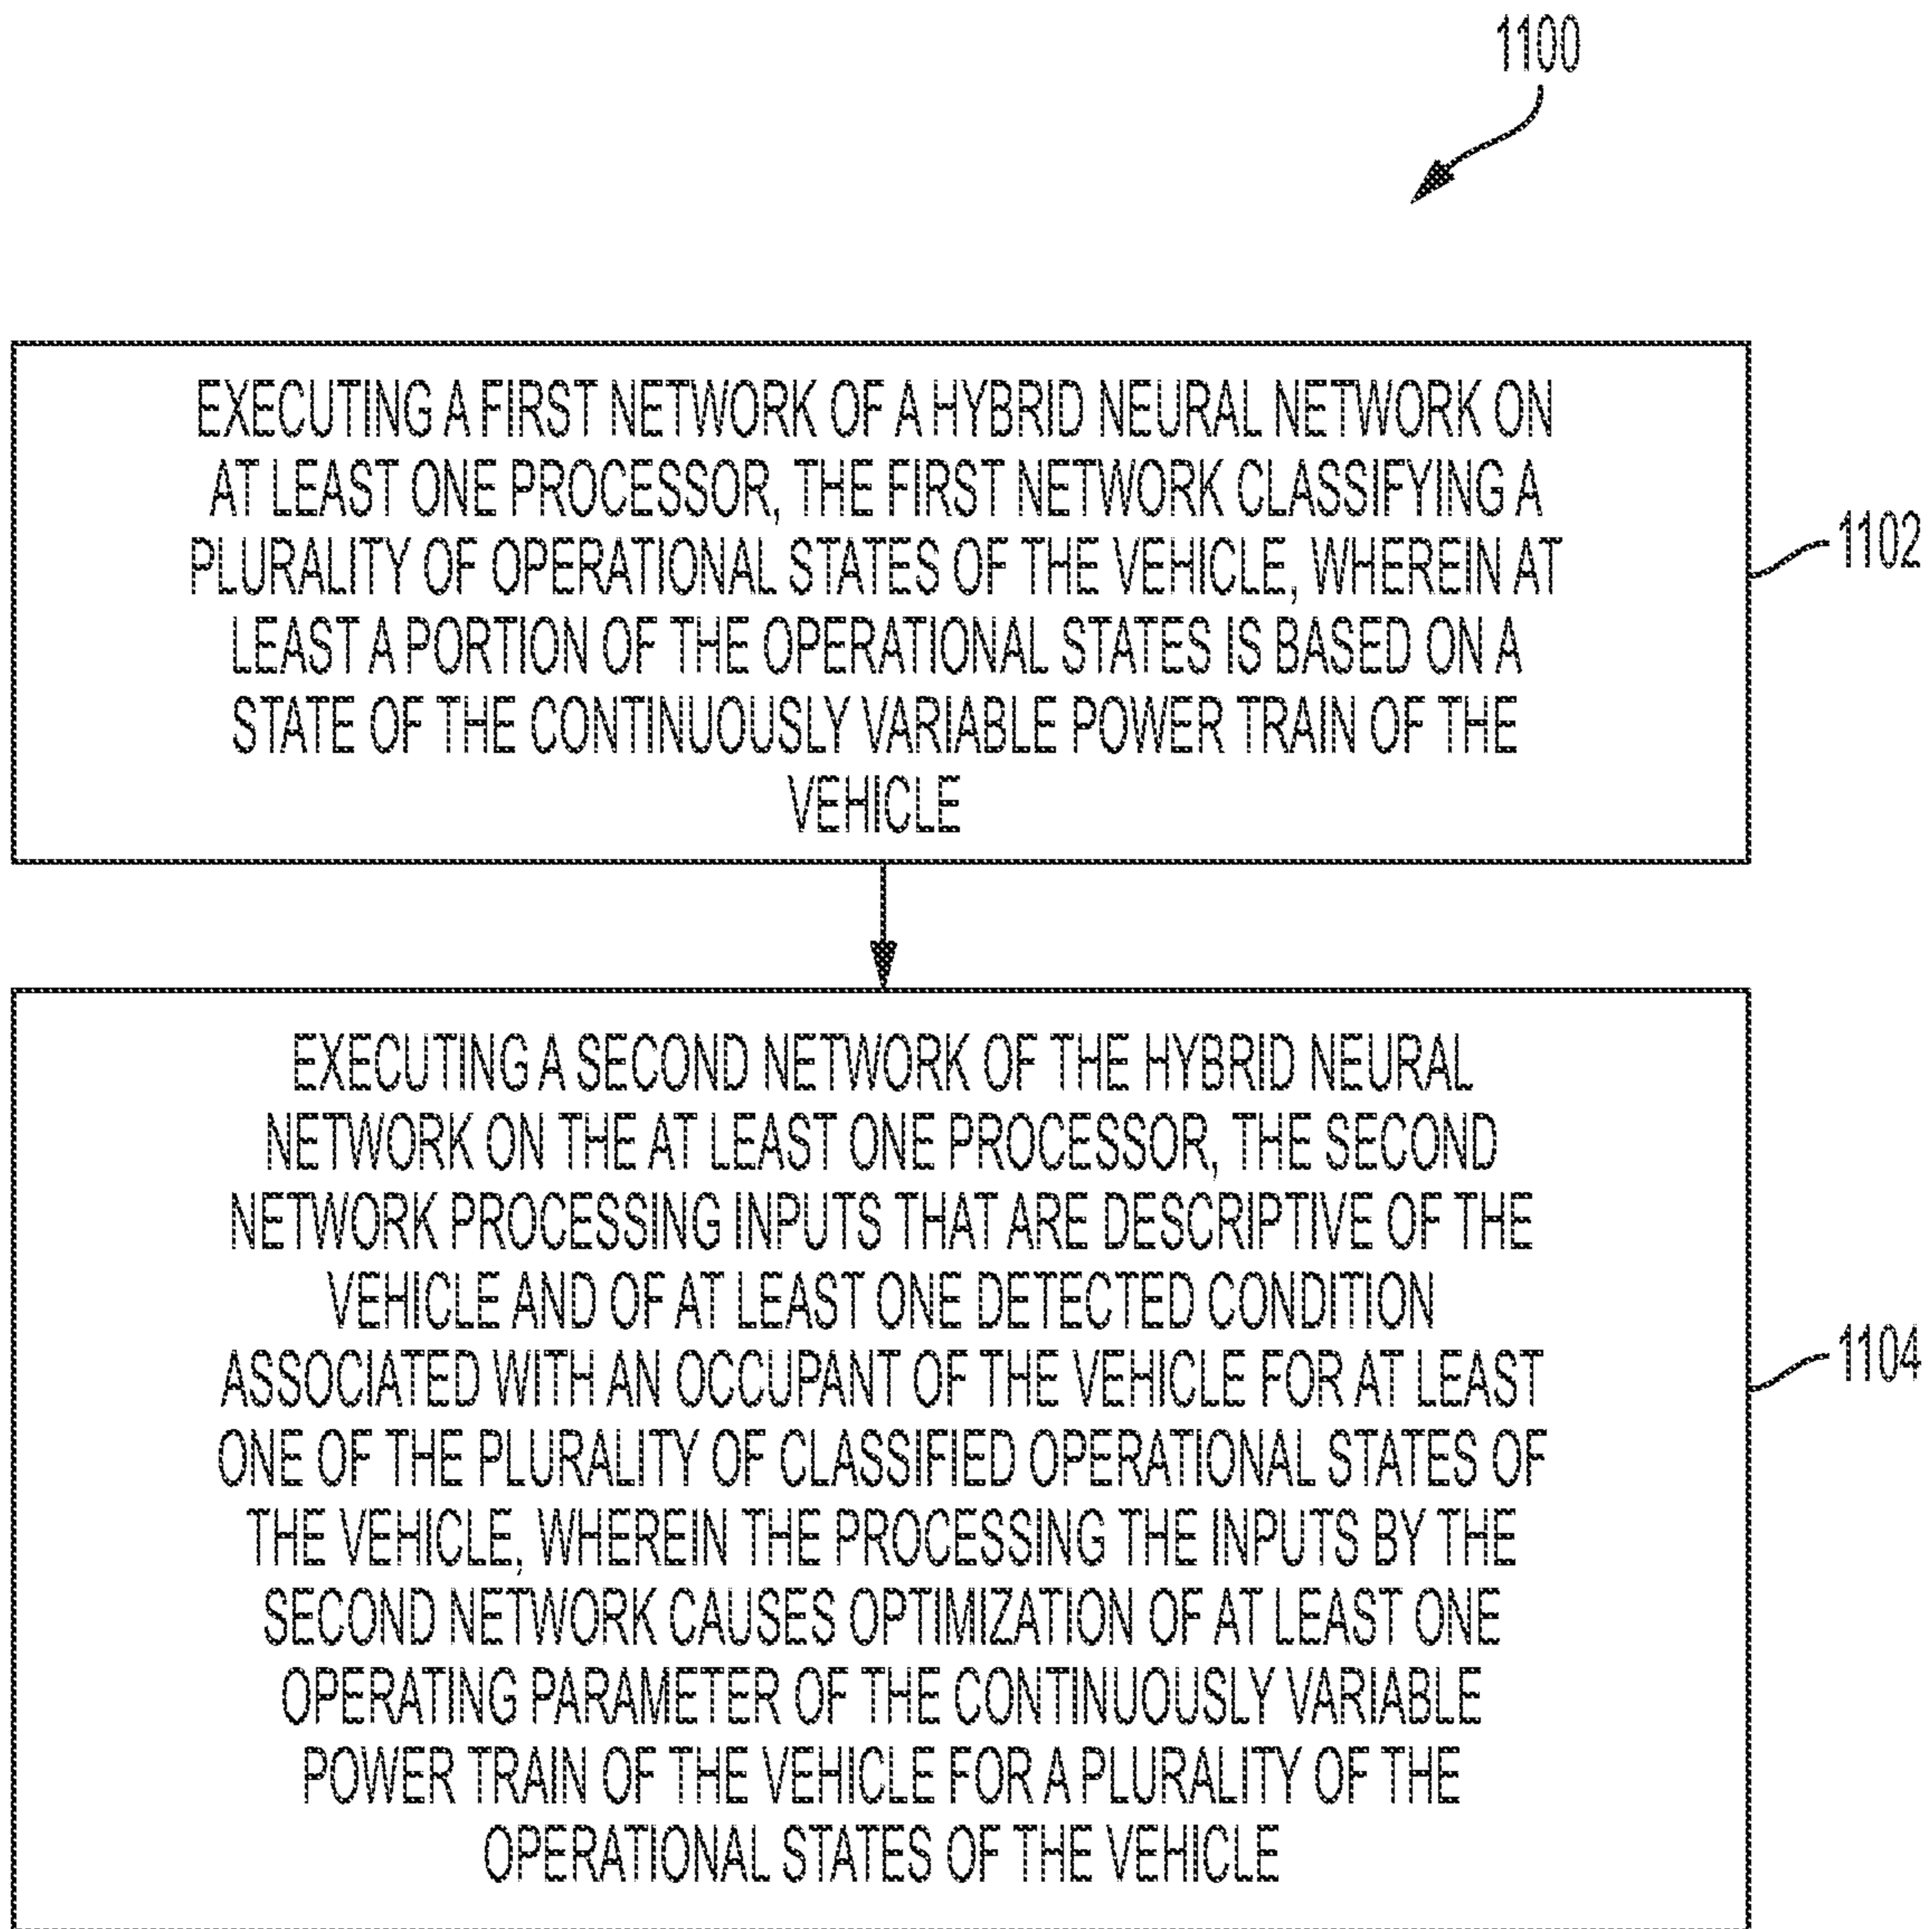 1100
EXECUTING A FIRST NETWORK OF A HYBRID NEURAL NETWORK ON
AT LEAST ONE PROCESSOR, THE FIRST NETWORK CLASSIFYING A
PLURALITY OF OPERATIONAL STATES OF THE VEHICLE, WHEREIN AT
LEAST A PORTION OF THE OPERATIONAL STATES IS BASED ON A
STATE OF THE CONTINUOUSLY VARIABLE POWER TRAIN OF THE
VEHICLE
1102
EXECUTING A SECOND NETWORK OF THE HYBRID NEURAL
NETWORK ON THE AT LEAST ONE PROCESSOR, THE SECOND
NETWORK PROCESSING INPUTS THAT ARE DESCRIPTIVE OF THE
VEHICLE AND OF AT LEAST ONE DETECTED CONDITION
ASSOCIATED WITH AN OCCUPANT OF THE VEHICLE FOR AT LEAST
ONE OF THE PLURALITY OF CLASSIFIED OPERATIONAL STATES OF
THE VEHICLE, WHEREIN THE PROCESSING THE INPUTS BY THE
SECOND NETWORK CAUSES OPTIMIZATION OF AT LEAST ONE
OPERATING PARAMETER OF THE CONTINUOUSLY VARIABLE
POWER TRAIN OF THE VEHICLE FOR A PLURALITY OF THE
OPERATIONAL STATES OF THE VEHICLE
1104